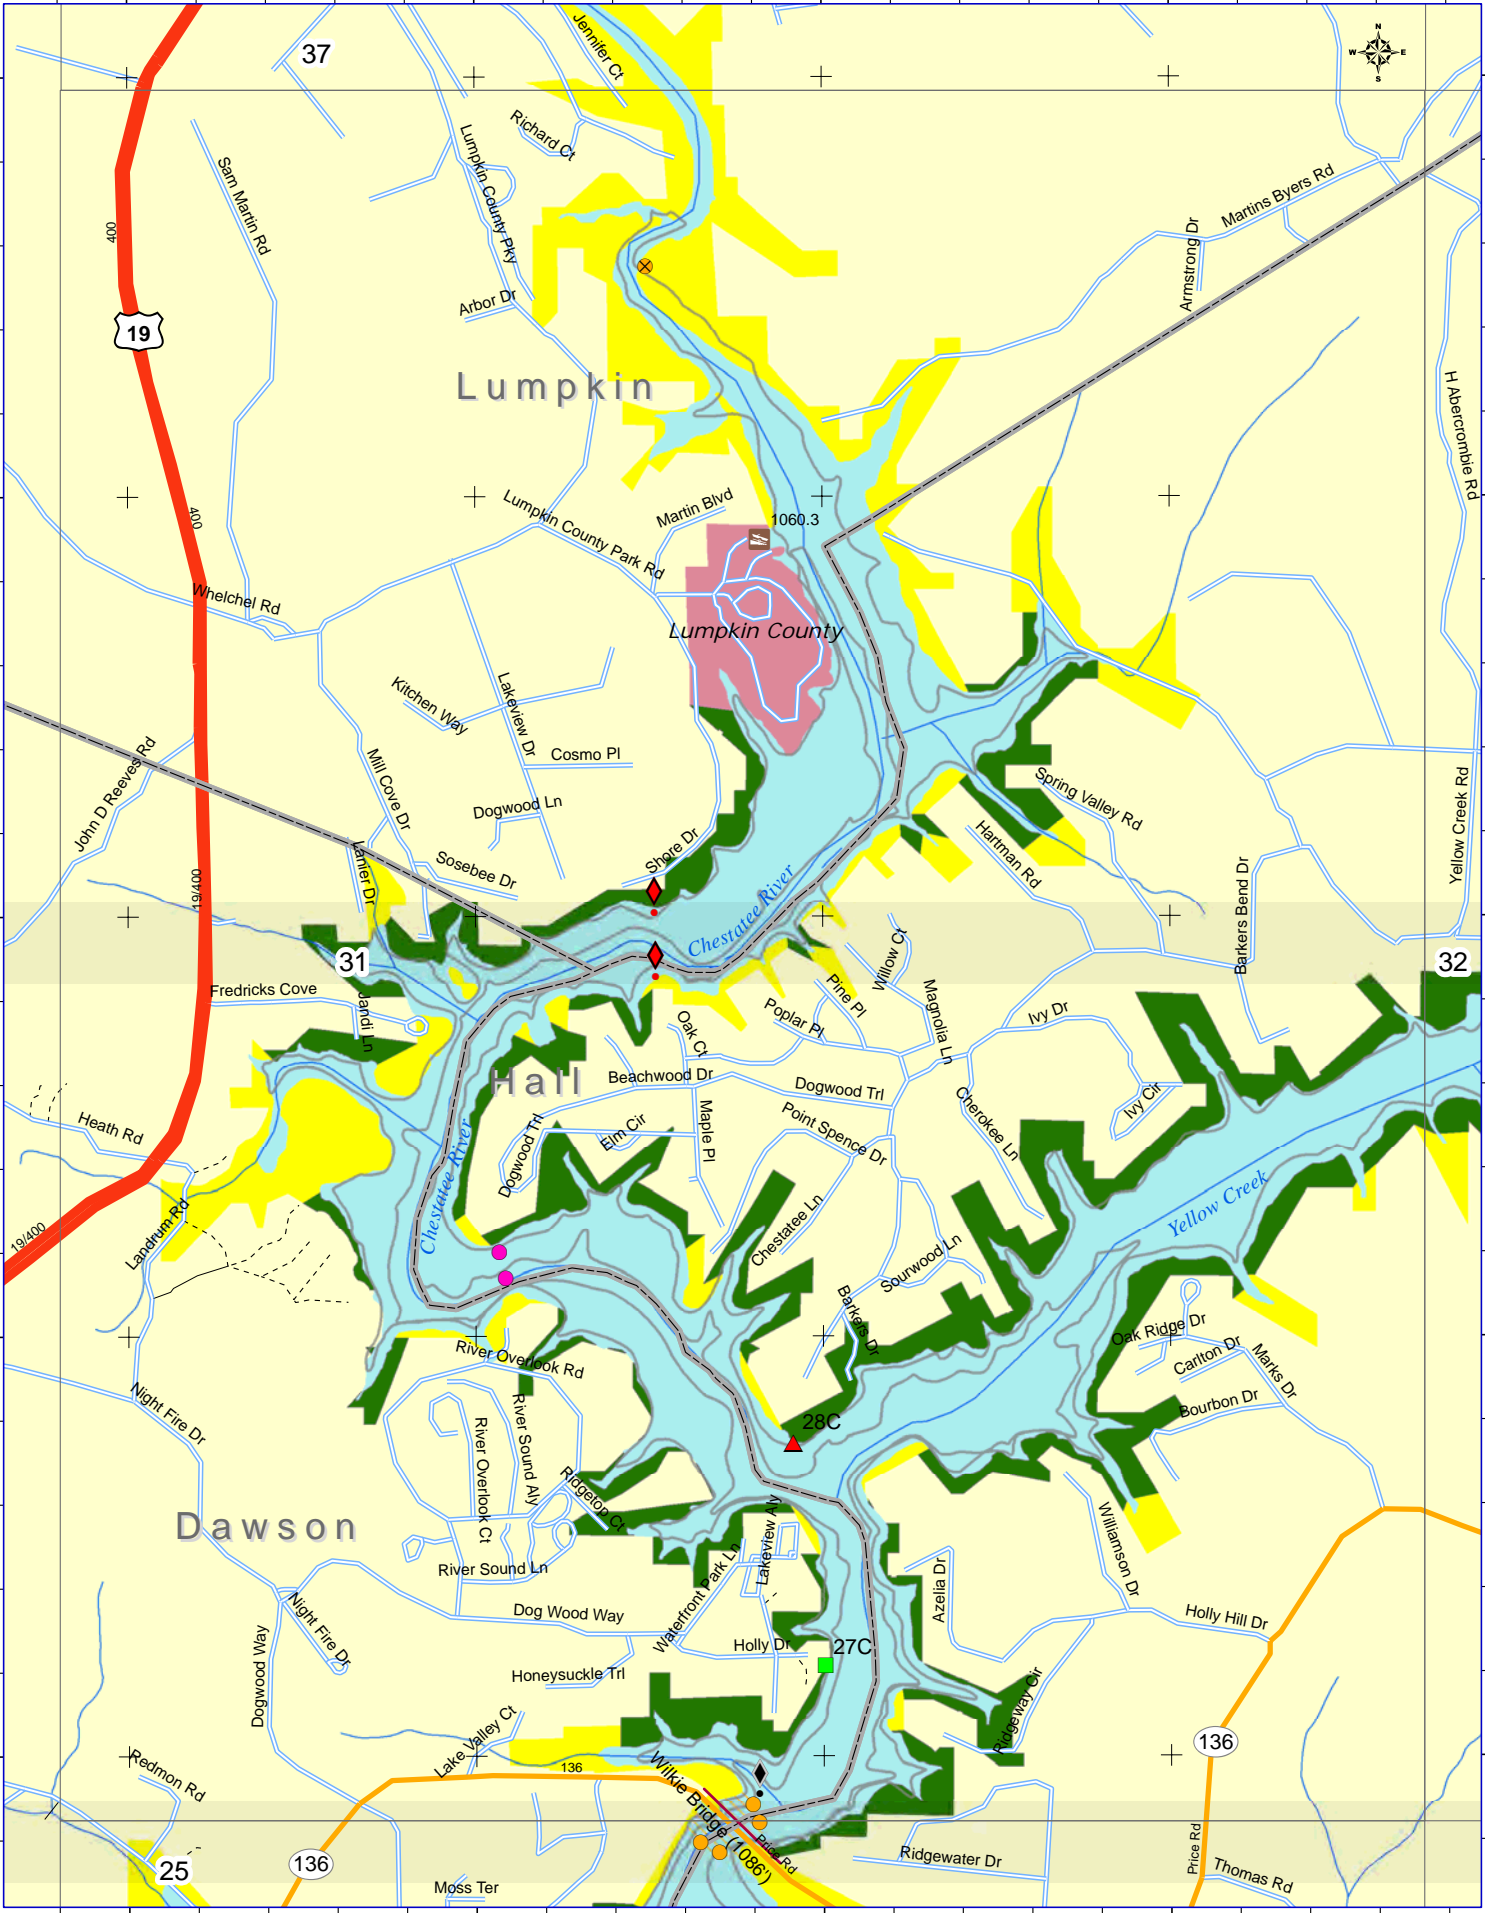 37
Jennifer Ct
N
W E
S
Richard Ct
Lumpkin County Pky
Sam Martin Rd
400
Martins Byers Rd
Armstrong Dr
Arbor Dr
19
Lumpkin
H Abercrombie Rd
400
Lumpkin County Park Rd
Martin Blvd
1060.3
Whelchel Rd
Lumpkin County
Kitchen Way
Lakeview Dr
Cosmo Pl
John D Reeves Rd
Mill Cove Dr
Dogwood Ln
Spring Valley Rd
Yellow Creek Rd
Hartman Rd
Shore Dr
Lanier Dr
Sosebee Dr
19/400
Barkers Bend Dr
Chestatee River
31
32
Willow Ct
Fredricks Cove
Jandi Ln
Pine Pl
Poplar Pl
Magnolia Ln
Oak Ct
Ivy Dr
Hall
Beachwood Dr
Dogwood Trl
Ivy Cir
Cherokee Ln
Heath Rd
Elm Cir
Maple Pl
Point Spence Dr
Dogwood Trl
Chestatee River
Yellow Creek
Landrum Rd
19/400
Chestatee Ln
Sourwood Ln
Barkers Dr
Oak Ridge Dr
Carlton Dr
Marks Dr
River Overlook Rd
Night Fire Dr
Bourbon Dr
28C
River Overlook Ct
River Sound Aly
Ridgetop Ct
Dawson
Lakeview Aly
Williamson Dr
River Sound Ln
Waterfront Park Ln
Azelia Dr
Night Fire Dr
Dog Wood Way
Holly Hill Dr
Dogwood Way
Holly Dr
27C
Honeysuckle Trl
Ridgeway Cir
Lake Valley Ct
136
Redmon Rd
136
Wilkie Bridge (1086')
Price Rd
Price Rd
Ridgewater Dr
136
25
Moss Ter
Thomas Rd